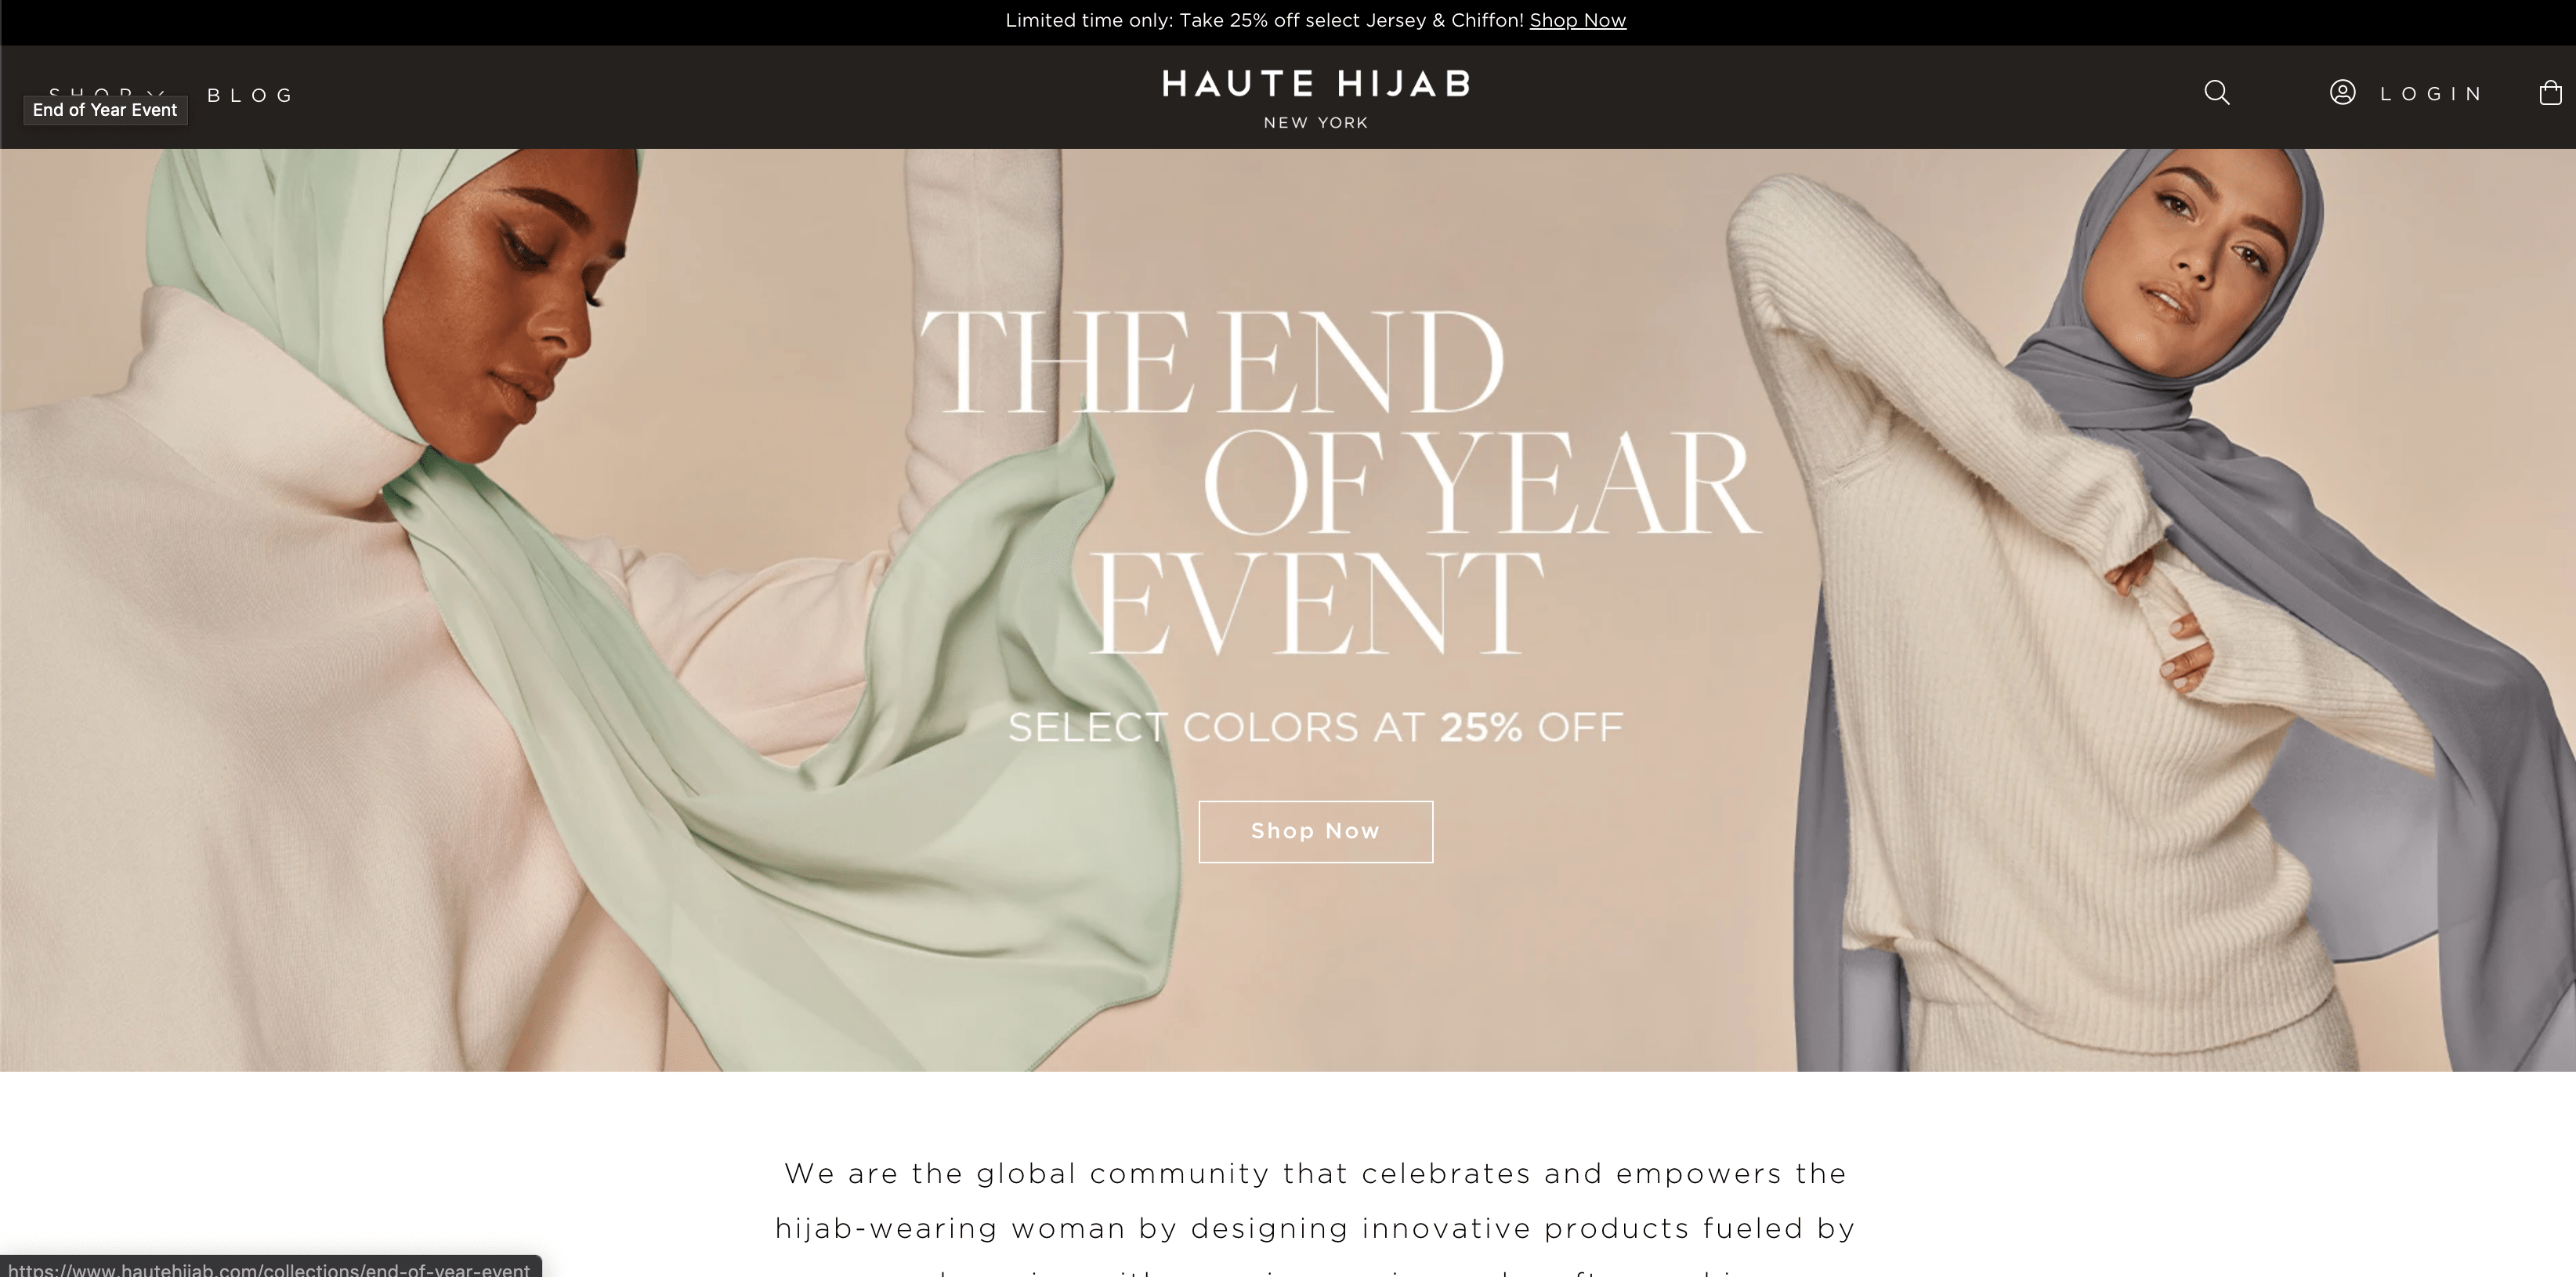 Limited time only: Take 25% off select Jersey & Chiffon! Shop Now
SHOP BLOG
End of Year Event
HAUTE HIJAB
NEW YORK
LOGIN
THE END
OF YEAR
EVENT
SELECT COLORS AT 25% OFF
Shop Now
We are the global community that celebrates and empowers the
hijab-wearing woman by designing innovative products fueled by
https://www.hautehijab.com/collections/end-of-year-event